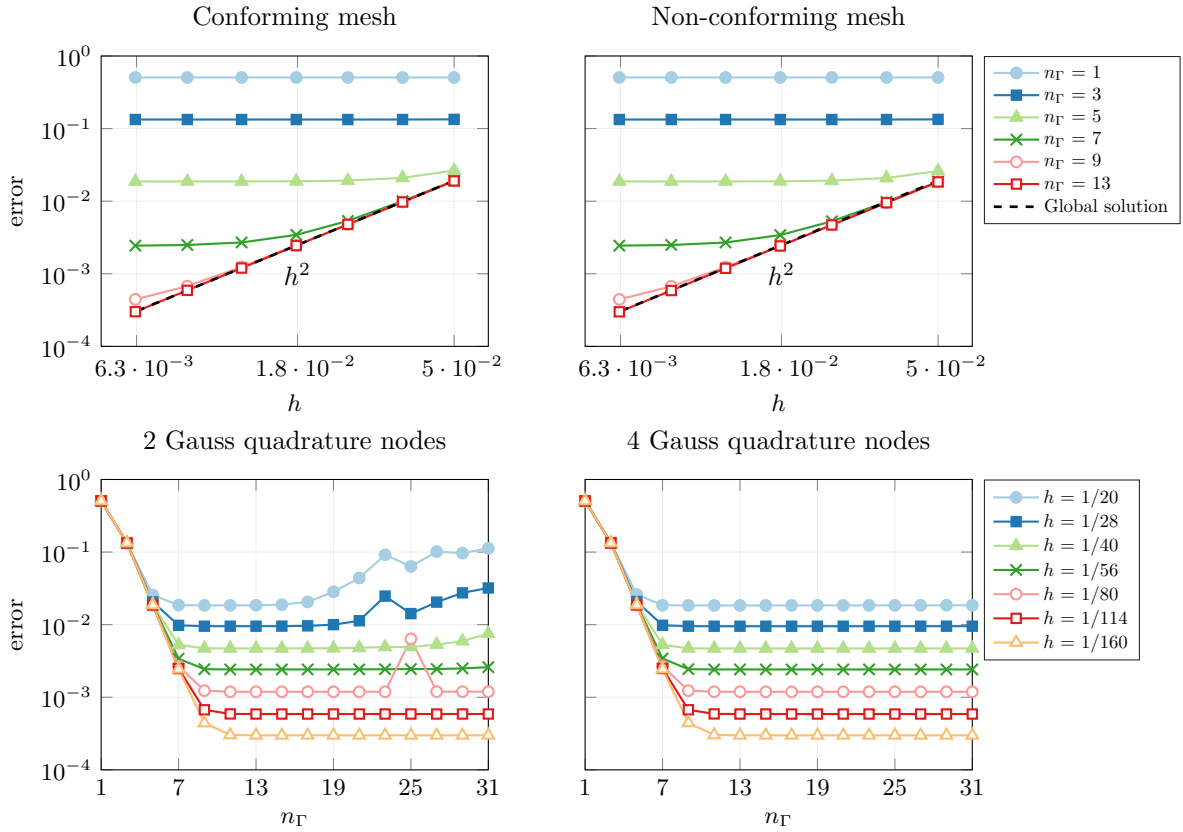 Conforming mesh
Non-conforming mesh
10^0
10^-1
10^-2
10^-3
10^-4
error
h^2
6.3 · 10^-3
1.8 · 10^-2
5 · 10^-2
h
h^2
6.3 · 10^-3
1.8 · 10^-2
5 · 10^-2
h
n_Γ = 1
n_Γ = 3
n_Γ = 5
n_Γ = 7
n_Γ = 9
n_Γ = 13
Global solution
2 Gauss quadrature nodes
4 Gauss quadrature nodes
10^0
10^-1
10^-2
10^-3
10^-4
error
1 7 13 19 25 31
n_Γ
1 7 13 19 25 31
n_Γ
h = 1/20
h = 1/28
h = 1/40
h = 1/56
h = 1/80
h = 1/114
h = 1/160